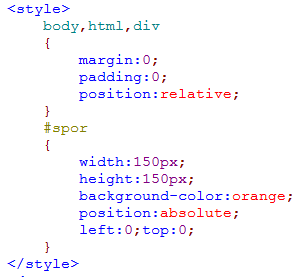 <style>
body,html,div
{
margin:0;
padding:0;
position:relative;
}
#spor
{
width:150px;
height:150px;
background-color:orange;
position:absolute;
left:0;top:0;
}
</style>